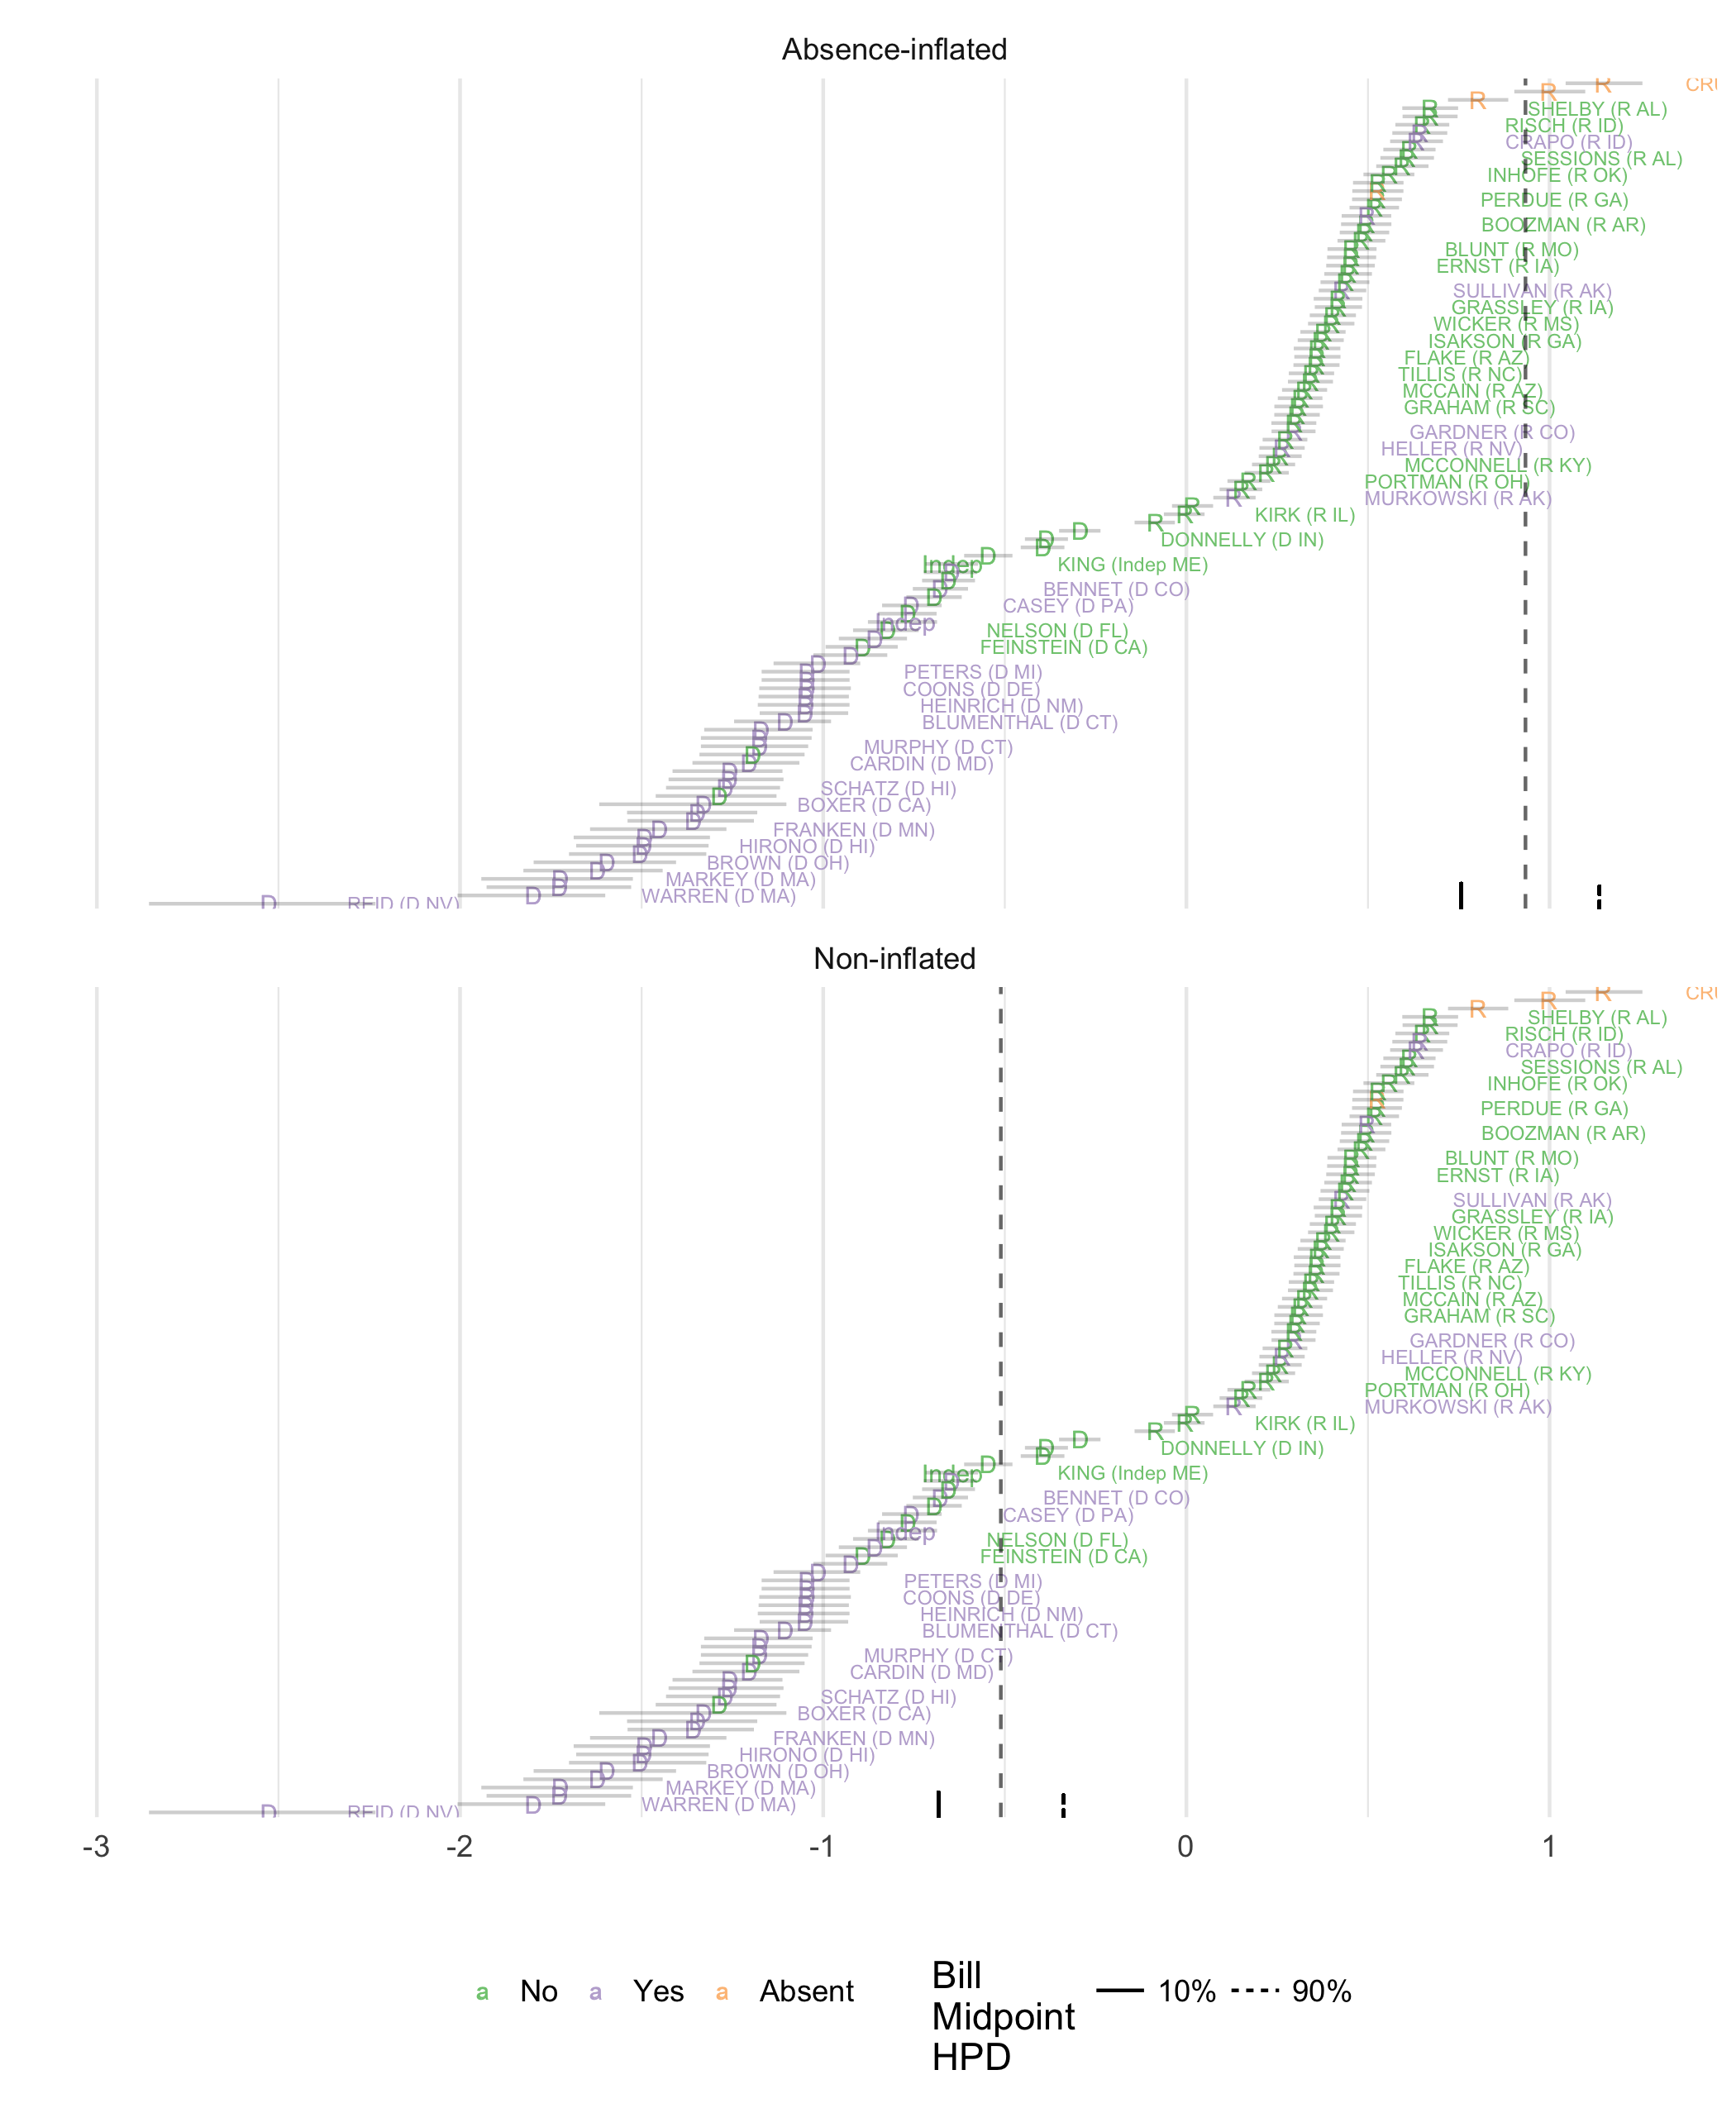 Absence-inflated
R CRU
R
R
R SHELBY (R AL)
R RISCH (R ID)
R CRAPO (R ID)
R SESSIONS (R AL)
R INHOFE (R OK)
R PERDUE (R GA)
R BOOZMAN (R AR)
R BLUNT (R MO)
R ERNST (R IA)
R SULLIVAN (R AK)
R GRASSLEY (R IA)
R WICKER (R MS)
R ISAKSON (R GA)
R FLAKE (R AZ)
R TILLIS (R NC)
R MCCAIN (R AZ)
R GRAHAM (R SC)
R GARDNER (R CO)
R HELLER (R NV)
R MCCONNELL (R KY)
R PORTMAN (R OH)
R MURKOWSKI (R AK)
R KIRK (R IL)
D DONNELLY (D IN)
Indep KING (Indep ME)
D BENNET (D CO)
D CASEY (D PA)
Indep
D NELSON (D FL)
D FEINSTEIN (D CA)
D PETERS (D MI)
D COONS (D DE)
D HEINRICH (D NM)
D BLUMENTHAL (D CT)
D MURPHY (D CT)
D CARDIN (D MD)
D SCHATZ (D HI)
D BOXER (D CA)
D FRANKEN (D MN)
D HIRONO (D HI)
D BROWN (D OH)
D MARKEY (D MA)
D WARREN (D MA)
D REID (D NV)
Non-inflated
R CRU
R
R
R SHELBY (R AL)
R RISCH (R ID)
R CRAPO (R ID)
R SESSIONS (R AL)
R INHOFE (R OK)
R PERDUE (R GA)
R BOOZMAN (R AR)
R BLUNT (R MO)
R ERNST (R IA)
R SULLIVAN (R AK)
R GRASSLEY (R IA)
R WICKER (R MS)
R ISAKSON (R GA)
R FLAKE (R AZ)
R TILLIS (R NC)
R MCCAIN (R AZ)
R GRAHAM (R SC)
R GARDNER (R CO)
R HELLER (R NV)
R MCCONNELL (R KY)
R PORTMAN (R OH)
R MURKOWSKI (R AK)
R KIRK (R IL)
D DONNELLY (D IN)
Indep KING (Indep ME)
D BENNET (D CO)
D CASEY (D PA)
Indep
D NELSON (D FL)
D FEINSTEIN (D CA)
D PETERS (D MI)
D COONS (D DE)
D HEINRICH (D NM)
D BLUMENTHAL (D CT)
D MURPHY (D CT)
D CARDIN (D MD)
D SCHATZ (D HI)
D BOXER (D CA)
D FRANKEN (D MN)
D HIRONO (D HI)
D BROWN (D OH)
D MARKEY (D MA)
D WARREN (D MA)
D REID (D NV)
-3 -2 -1 0 1
a No a Yes a Absent
Bill
Midpoint
HPD
10% 90%